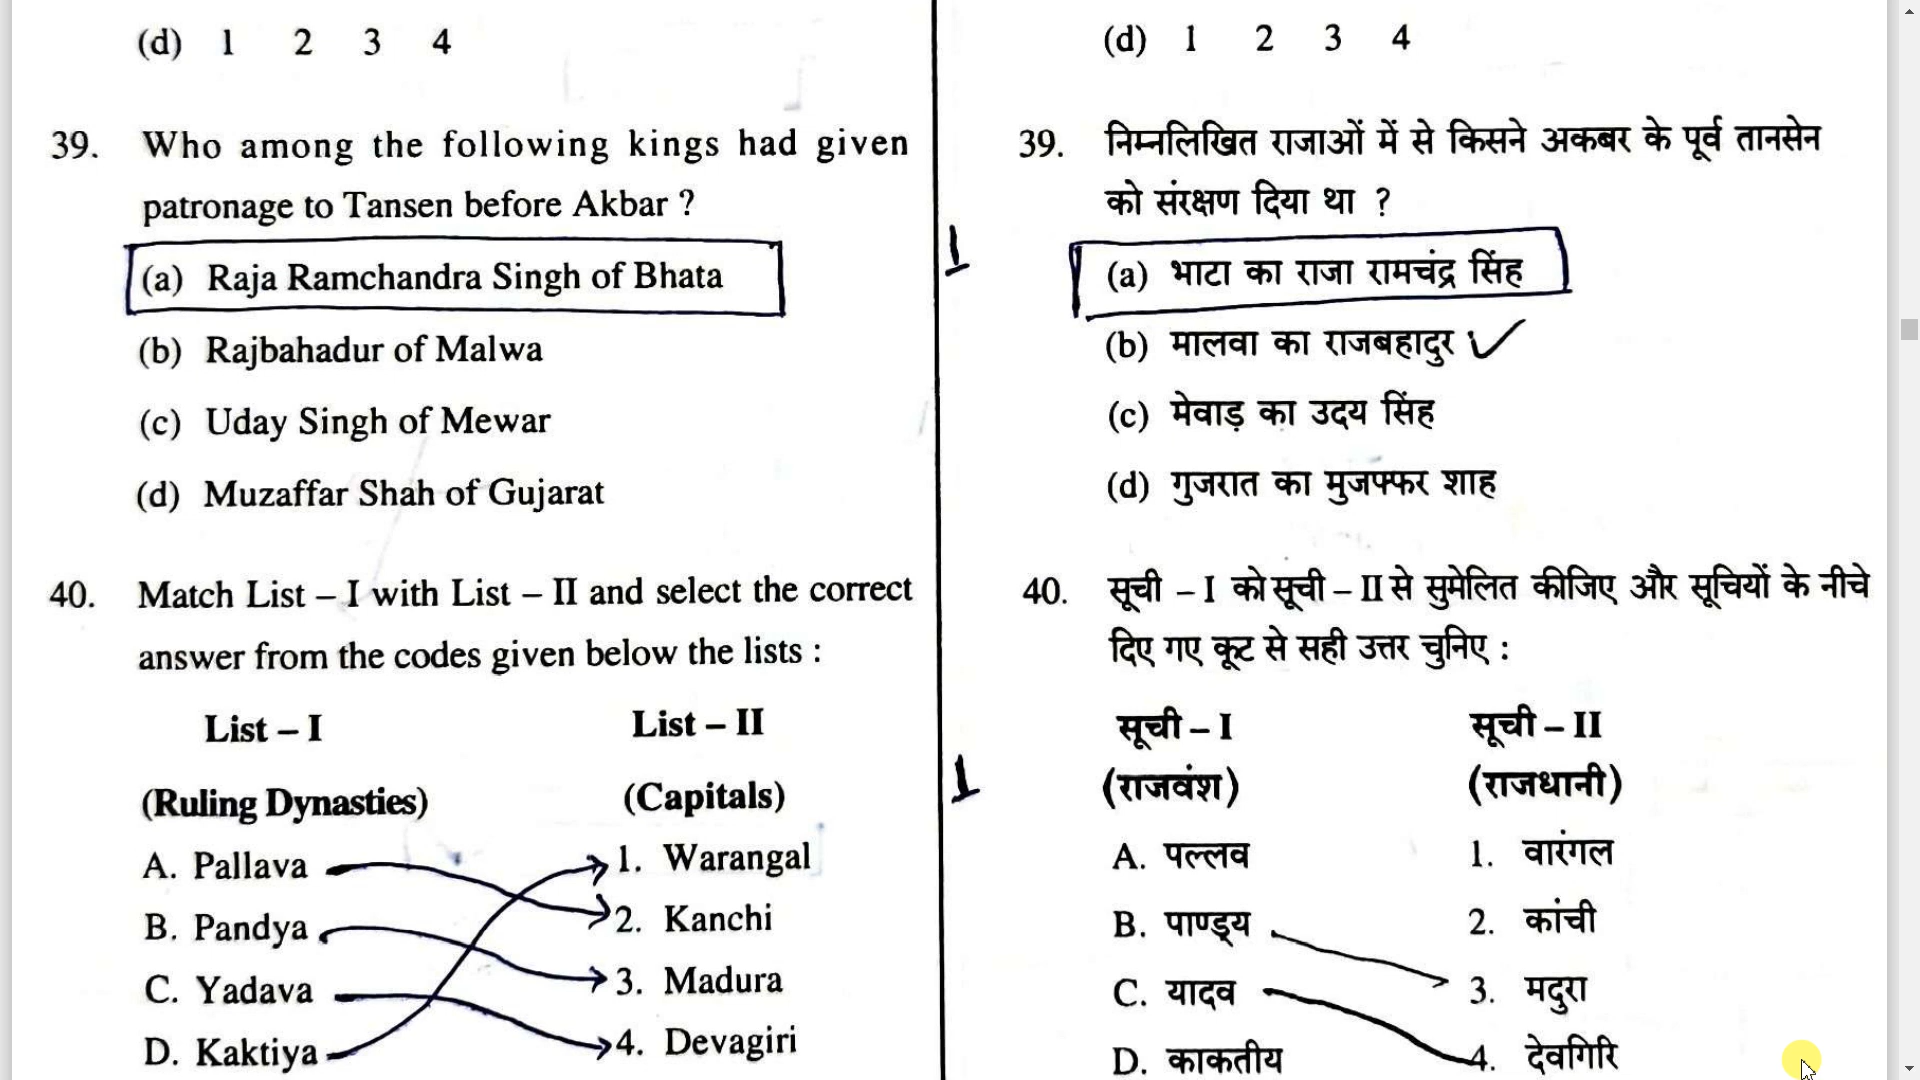 (d) 1 2 3 4
39. Who among the following kings had given
patronage to Tansen before Akbar ?
(a) Raja Ramchandra Singh of Bhata
(b) Rajbahadur of Malwa
(c) Uday Singh of Mewar
(d) Muzaffar Shah of Gujarat
40. Match List – I with List – II and select the correct
answer from the codes given below the lists :
List – I List – II
(Ruling Dynasties) (Capitals)
A. Pallava 1. Warangal
B. Pandya 2. Kanchi
C. Yadava 3. Madura
D. Kaktiya 4. Devagiri
(d) 1 2 3 4
39. निम्नलिखित राजाओं में से किसने अकबर के पूर्व तानसेन
को संरक्षण दिया था ?
1
(a) भाटा का राजा रामचंद्र सिंह
(b) मालवा का राजबहादुर
(c) मेवाड़ का उदय सिंह
(d) गुजरात का मुजफ्फर शाह
40. सूची – I को सूची – II से सुमेलित कीजिए और सूचियों के नीचे
दिए गए कूट से सही उत्तर चुनिए :
सूची – I सूची – II
1
(राजवंश) (राजधानी)
A. पल्लव 1. वारंगल
B. पाण्ड्य 2. कांची
C. यादव 3. मदुरा
D. काकतीय 4. देवगिरि